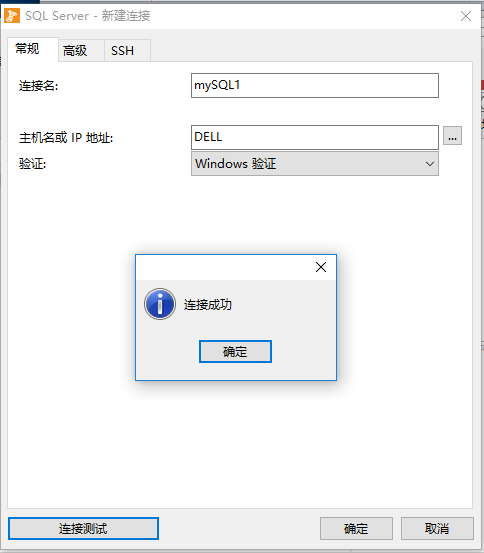 SQL Server - 新建连接
常规 高级 SSH
连接名: mySQL1
主机名或 IP 地址: DELL ...
验证: Windows 验证
连接成功
确定
连接测试 确定 取消